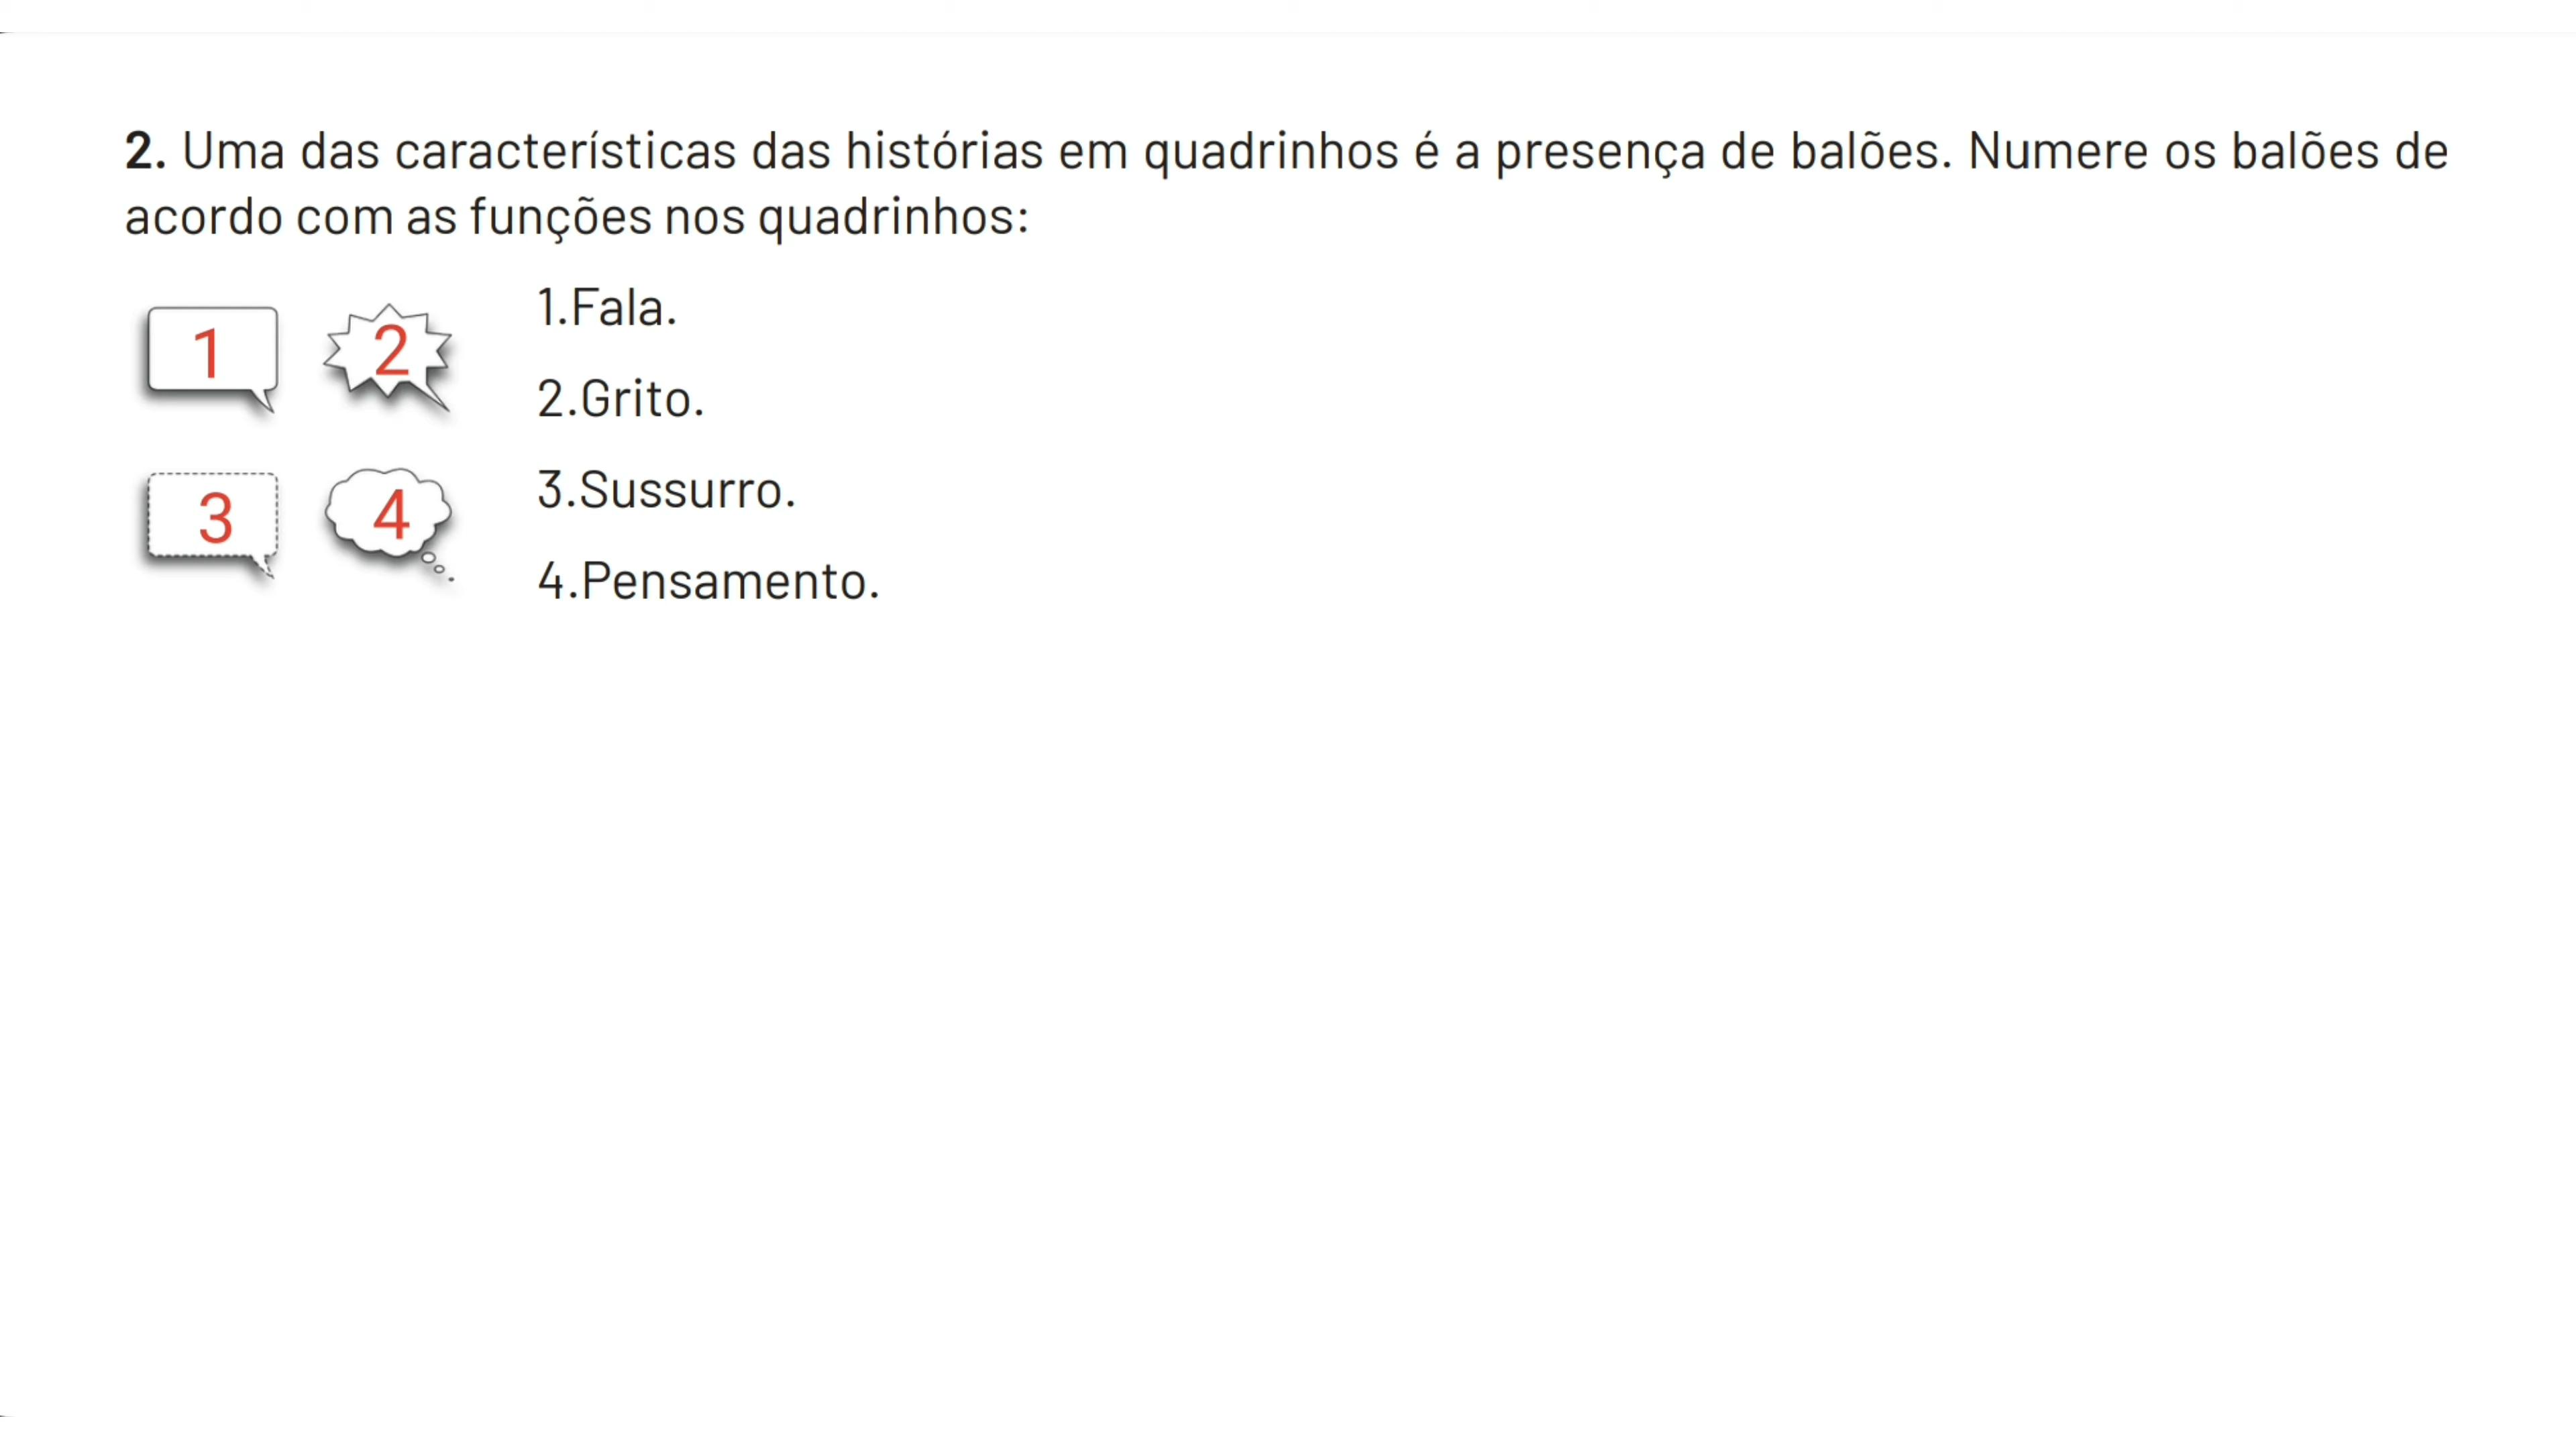 2. Uma das características das histórias em quadrinhos é a presença de balões. Numere os balões de
acordo com as funções nos quadrinhos:
1 2
3 4
1.Fala.
2.Grito.
3.Sussurro.
4.Pensamento.